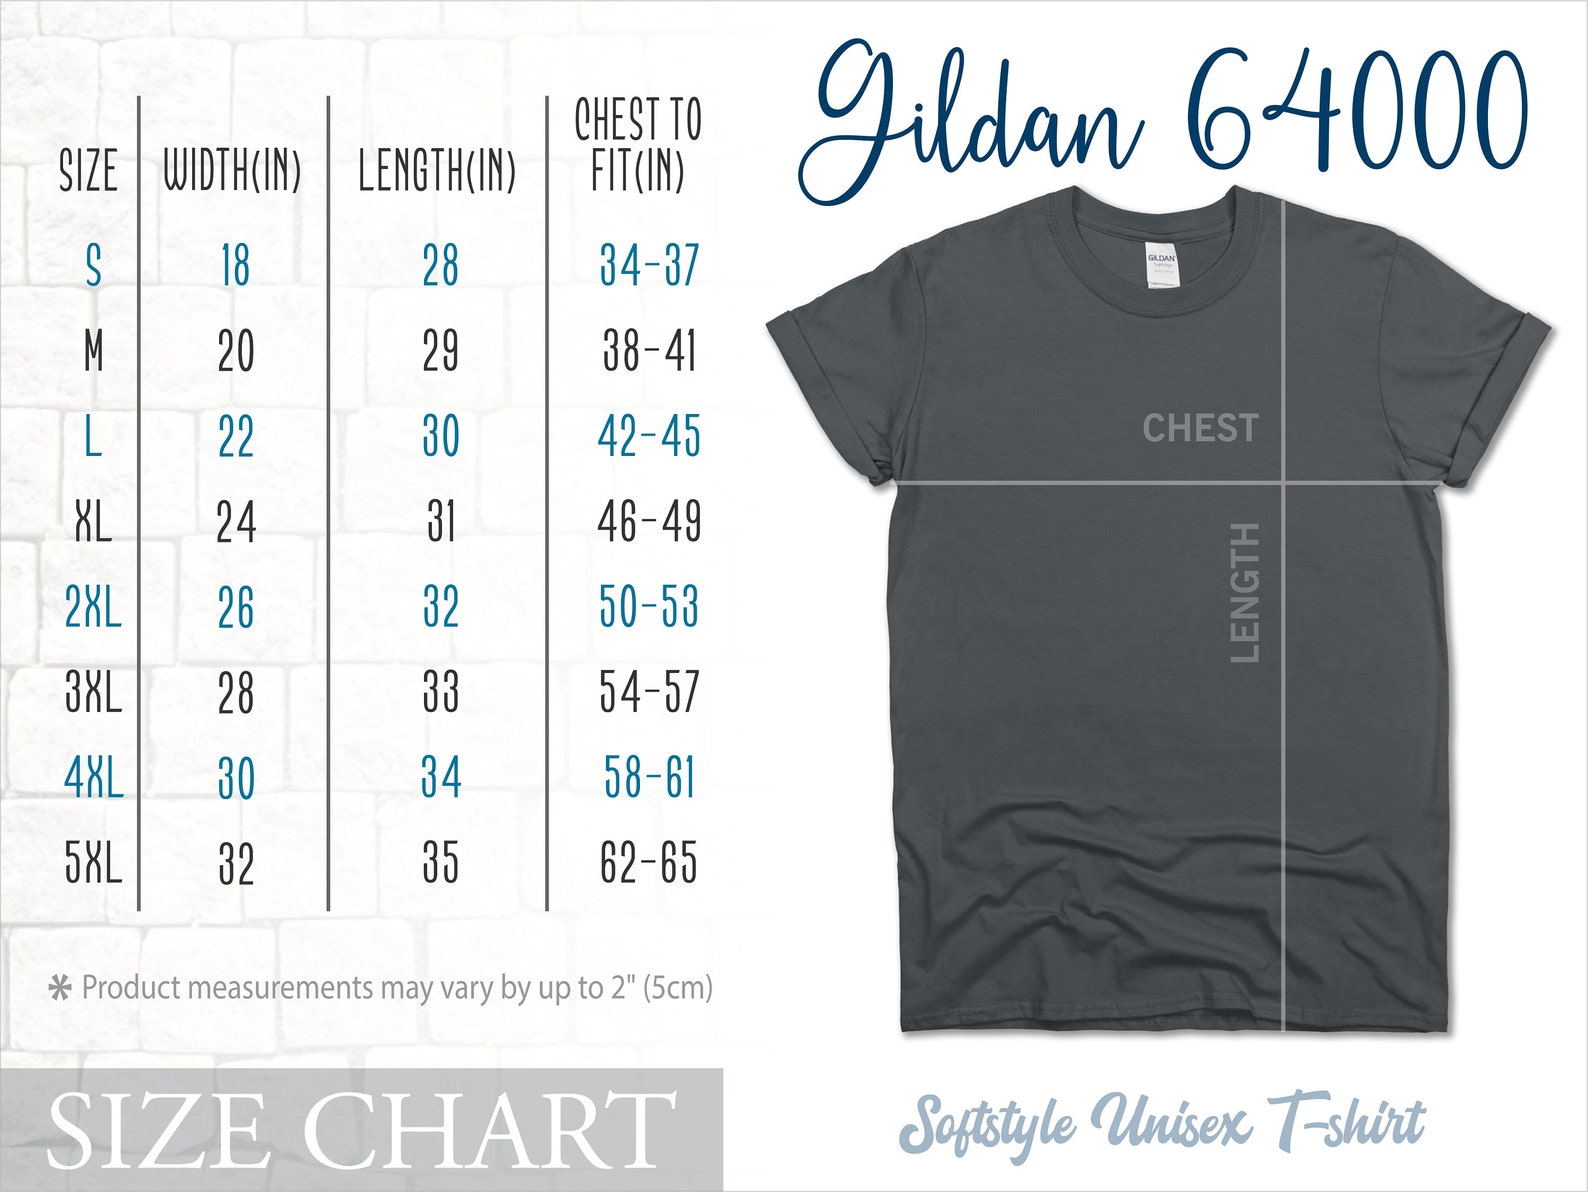 SIZE WIDTH(IN) LENGTH(IN) CHEST TO FIT(IN)
S 18 28 34-37
M 20 29 38-41
L 22 30 42-45
XL 24 31 46-49
2XL 26 32 50-53
3XL 28 33 54-57
4XL 30 34 58-61
5XL 32 35 62-65
* Product measurements may vary by up to 2" (5cm)
SIZE CHART
Gildan 64000
GILDAN
Softstyle
CHEST
LENGTH
Softstyle Unisex T-shirt